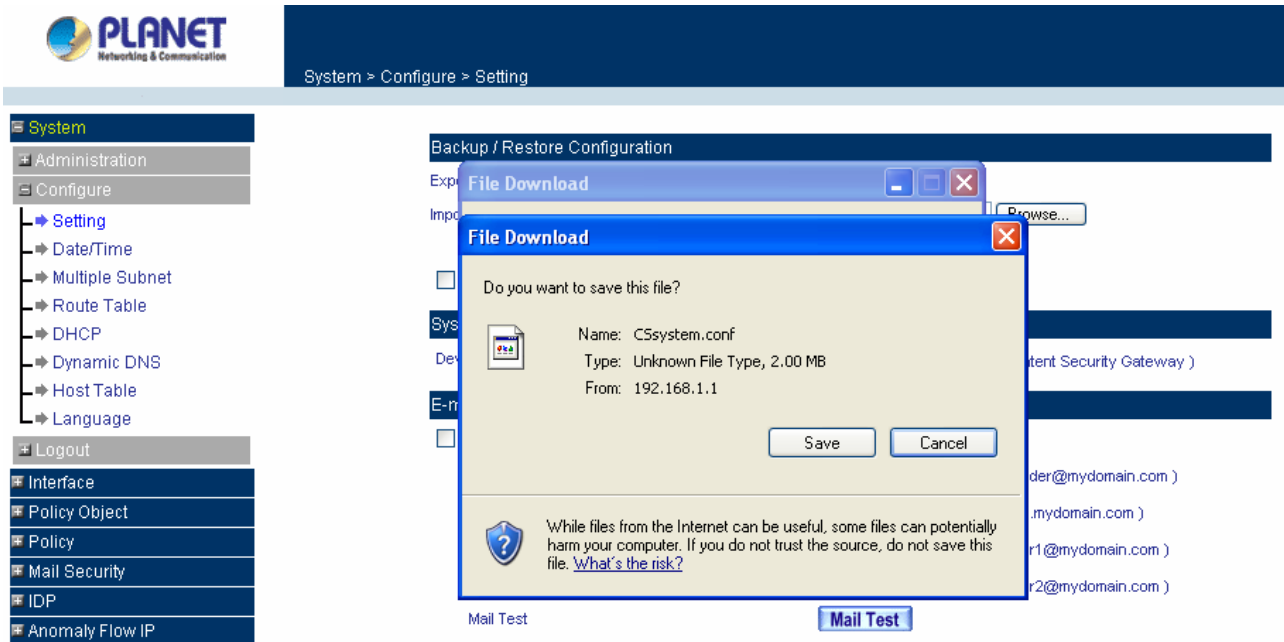 PLANET
Networking & Communication
System > Configure > Setting
System
Administration
Configure
Setting
Date/Time
Multiple Subnet
Route Table
DHCP
Dynamic DNS
Host Table
Language
Logout
Interface
Policy Object
Policy
Mail Security
IDP
Anomaly Flow IP
Backup / Restore Configuration
File Download
Browse...
File Download
Do you want to save this file?
Name: CSsystem.conf
Type: Unknown File Type, 2.00 MB
From: 192.168.1.1
Save Cancel
While files from the Internet can be useful, some files can potentially
harm your computer. If you do not trust the source, do not save this
file. What's the risk?
Security Gateway )
der@mydomain.com )
.mydomain.com )
r1@mydomain.com )
r2@mydomain.com )
Mail Test Mail Test